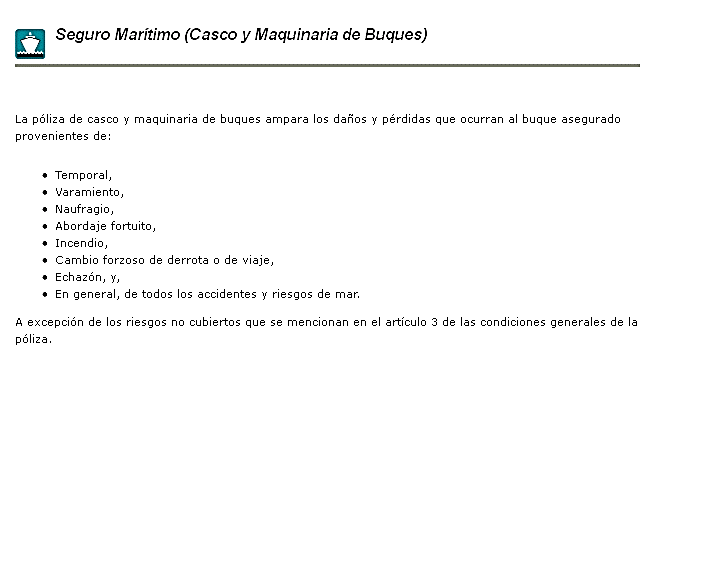 Seguro Marítimo (Casco y Maquinaria de Buques)
La póliza de casco y maquinaria de buques ampara los daños y pérdidas que ocurran al buque asegurado
provenientes de:
• Temporal,
• Varamiento,
• Naufragio,
• Abordaje fortuito,
• Incendio,
• Cambio forzoso de derrota o de viaje,
• Echazón, y,
• En general, de todos los accidentes y riesgos de mar.
A excepción de los riesgos no cubiertos que se mencionan en el artículo 3 de las condiciones generales de la
póliza.